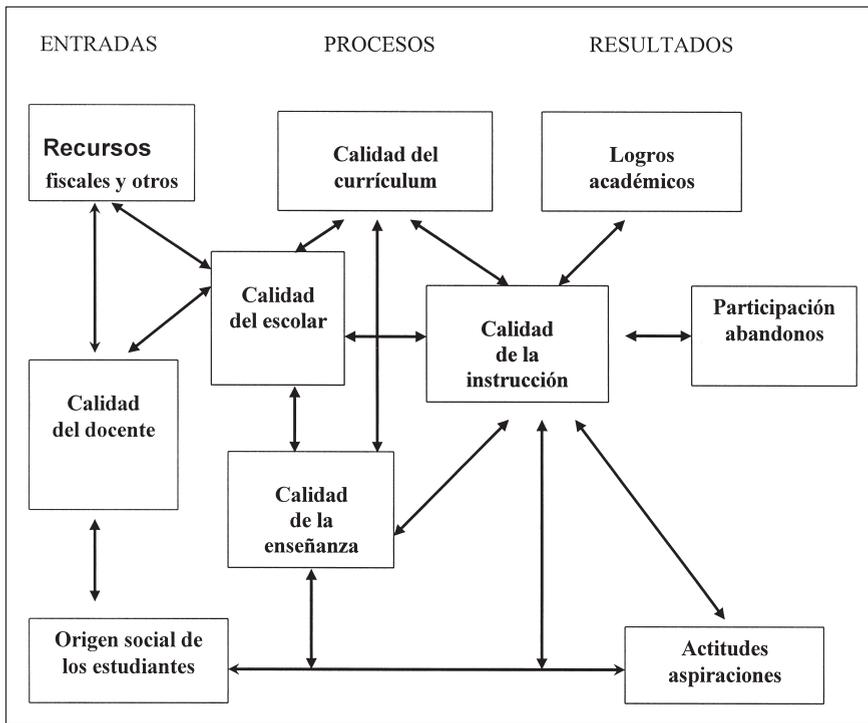 ENTRADAS
PROCESOS
RESULTADOS
Recursos
fiscales y otros
Calidad del
currículum
Logros
académicos
Calidad
del escolar
Calidad
de la
instrucción
Participación
abandonos
Calidad
del docente
Calidad
de la
enseñanza
Origen social de
los estudiantes
Actitudes
aspiraciones